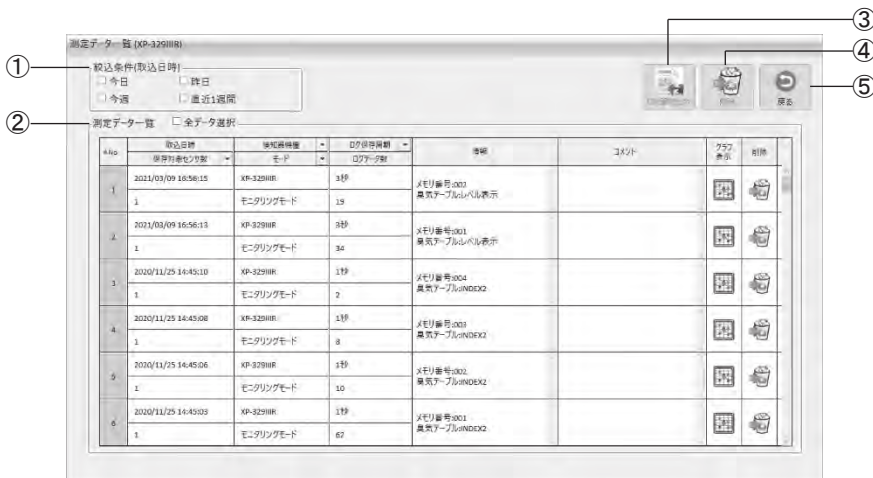 ③
測定データ一覧 (XP-329IIIR)
④
① 絞込条件(取込日時)
□ 今日 □ 昨日
□ 今週 □ 直近1週間
削除 戻る ⑤
② 測定データ一覧 □ 全データ選択
取込日時 検知器機種 ログ保存周期 情報 コメント グラフ表示 削除
保存対象センサ数 モード ログデータ数
1 2021/03/09 16:56:15 XP-329IIIR 3秒 メモリ番号:002
臭気テーブル:レベル表示
1 モニタリングモード 19
2 2021/03/09 16:56:13 XP-329IIIR 3秒 メモリ番号:001
臭気テーブル:レベル表示
1 モニタリングモード 34
3 2020/11/25 14:45:10 XP-329IIIR 1秒 メモリ番号:004
臭気テーブル:INDEX2
1 モニタリングモード 2
4 2020/11/25 14:45:08 XP-329IIIR 1秒 メモリ番号:003
臭気テーブル:INDEX2
1 モニタリングモード 8
5 2020/11/25 14:45:06 XP-329IIIR 1秒 メモリ番号:002
臭気テーブル:INDEX2
1 モニタリングモード 10
6 2020/11/25 14:45:03 XP-329IIIR 1秒 メモリ番号:001
臭気テーブル:INDEX2
1 モニタリングモード 62